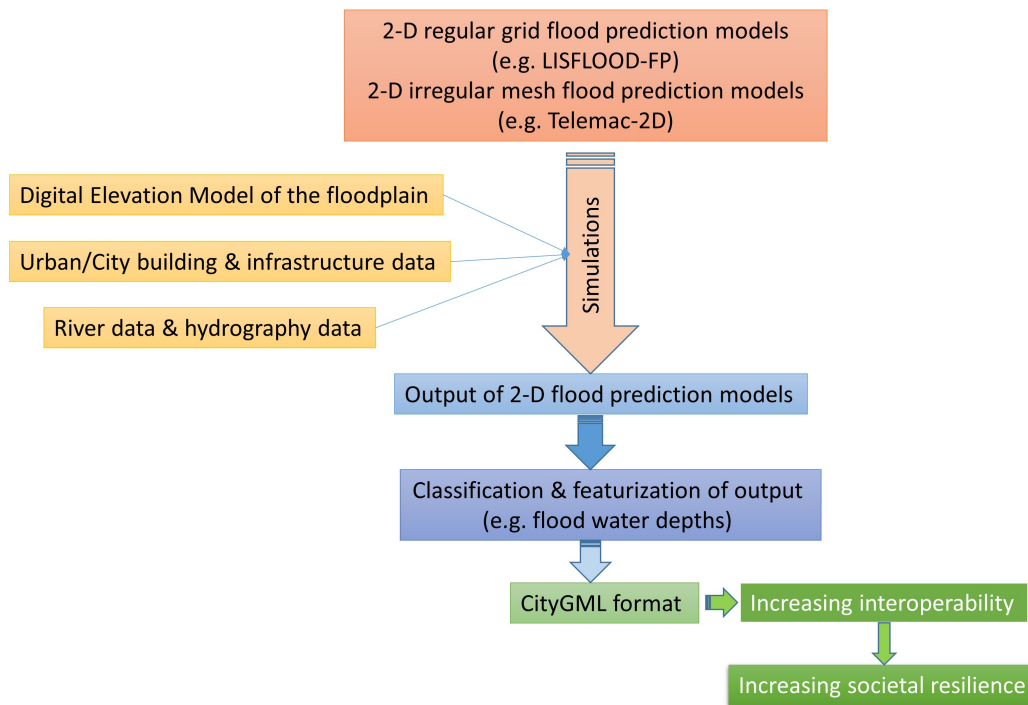 2-D regular grid flood prediction models
(e.g. LISFLOOD-FP)
2-D irregular mesh flood prediction models
(e.g. Telemac-2D)
Digital Elevation Model of the floodplain
Urban/City building & infrastructure data
River data & hydrography data
Simulations
Output of 2-D flood prediction models
Classification & featurization of output
(e.g. flood water depths)
CityGML format
Increasing interoperability
Increasing societal resilience